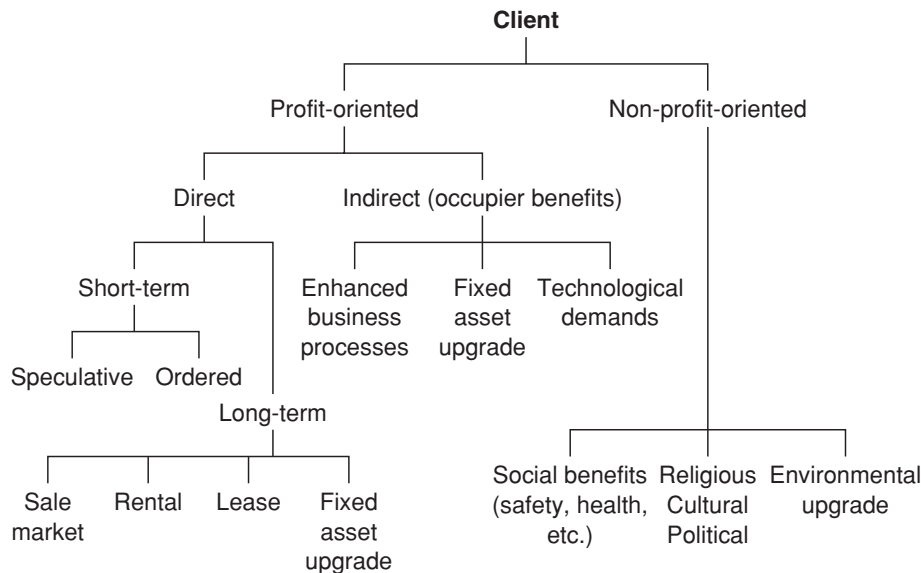 Client
Profit-oriented
Non-profit-oriented
Direct
Indirect (occupier benefits)
Short-term
Enhanced
business
processes
Fixed
asset
upgrade
Technological
demands
Speculative
Ordered
Long-term
Sale
market
Rental
Lease
Fixed
asset
upgrade
Social benefits
(safety, health,
etc.)
Religious
Cultural
Political
Environmental
upgrade